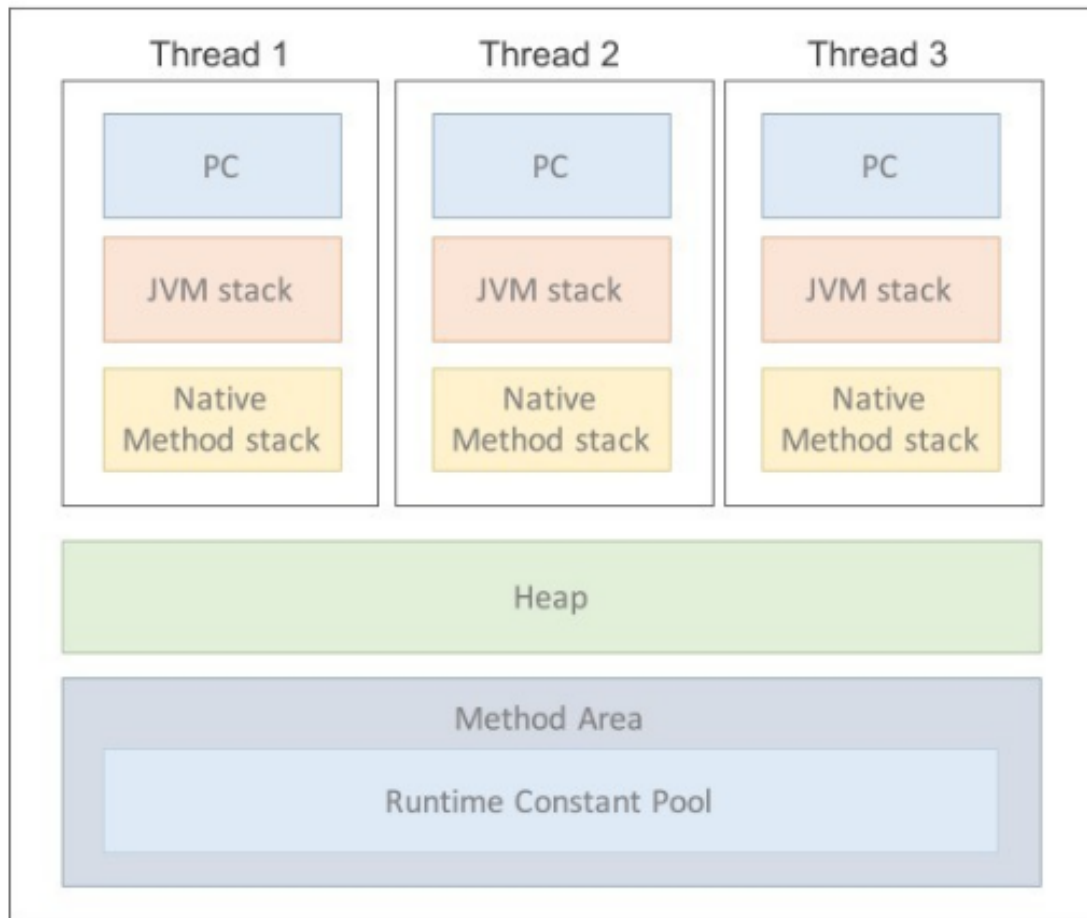 Thread 1
Thread 2
Thread 3
PC
PC
PC
JVM stack
JVM stack
JVM stack
Native
Method stack
Native
Method stack
Native
Method stack
Heap
Method Area
Runtime Constant Pool